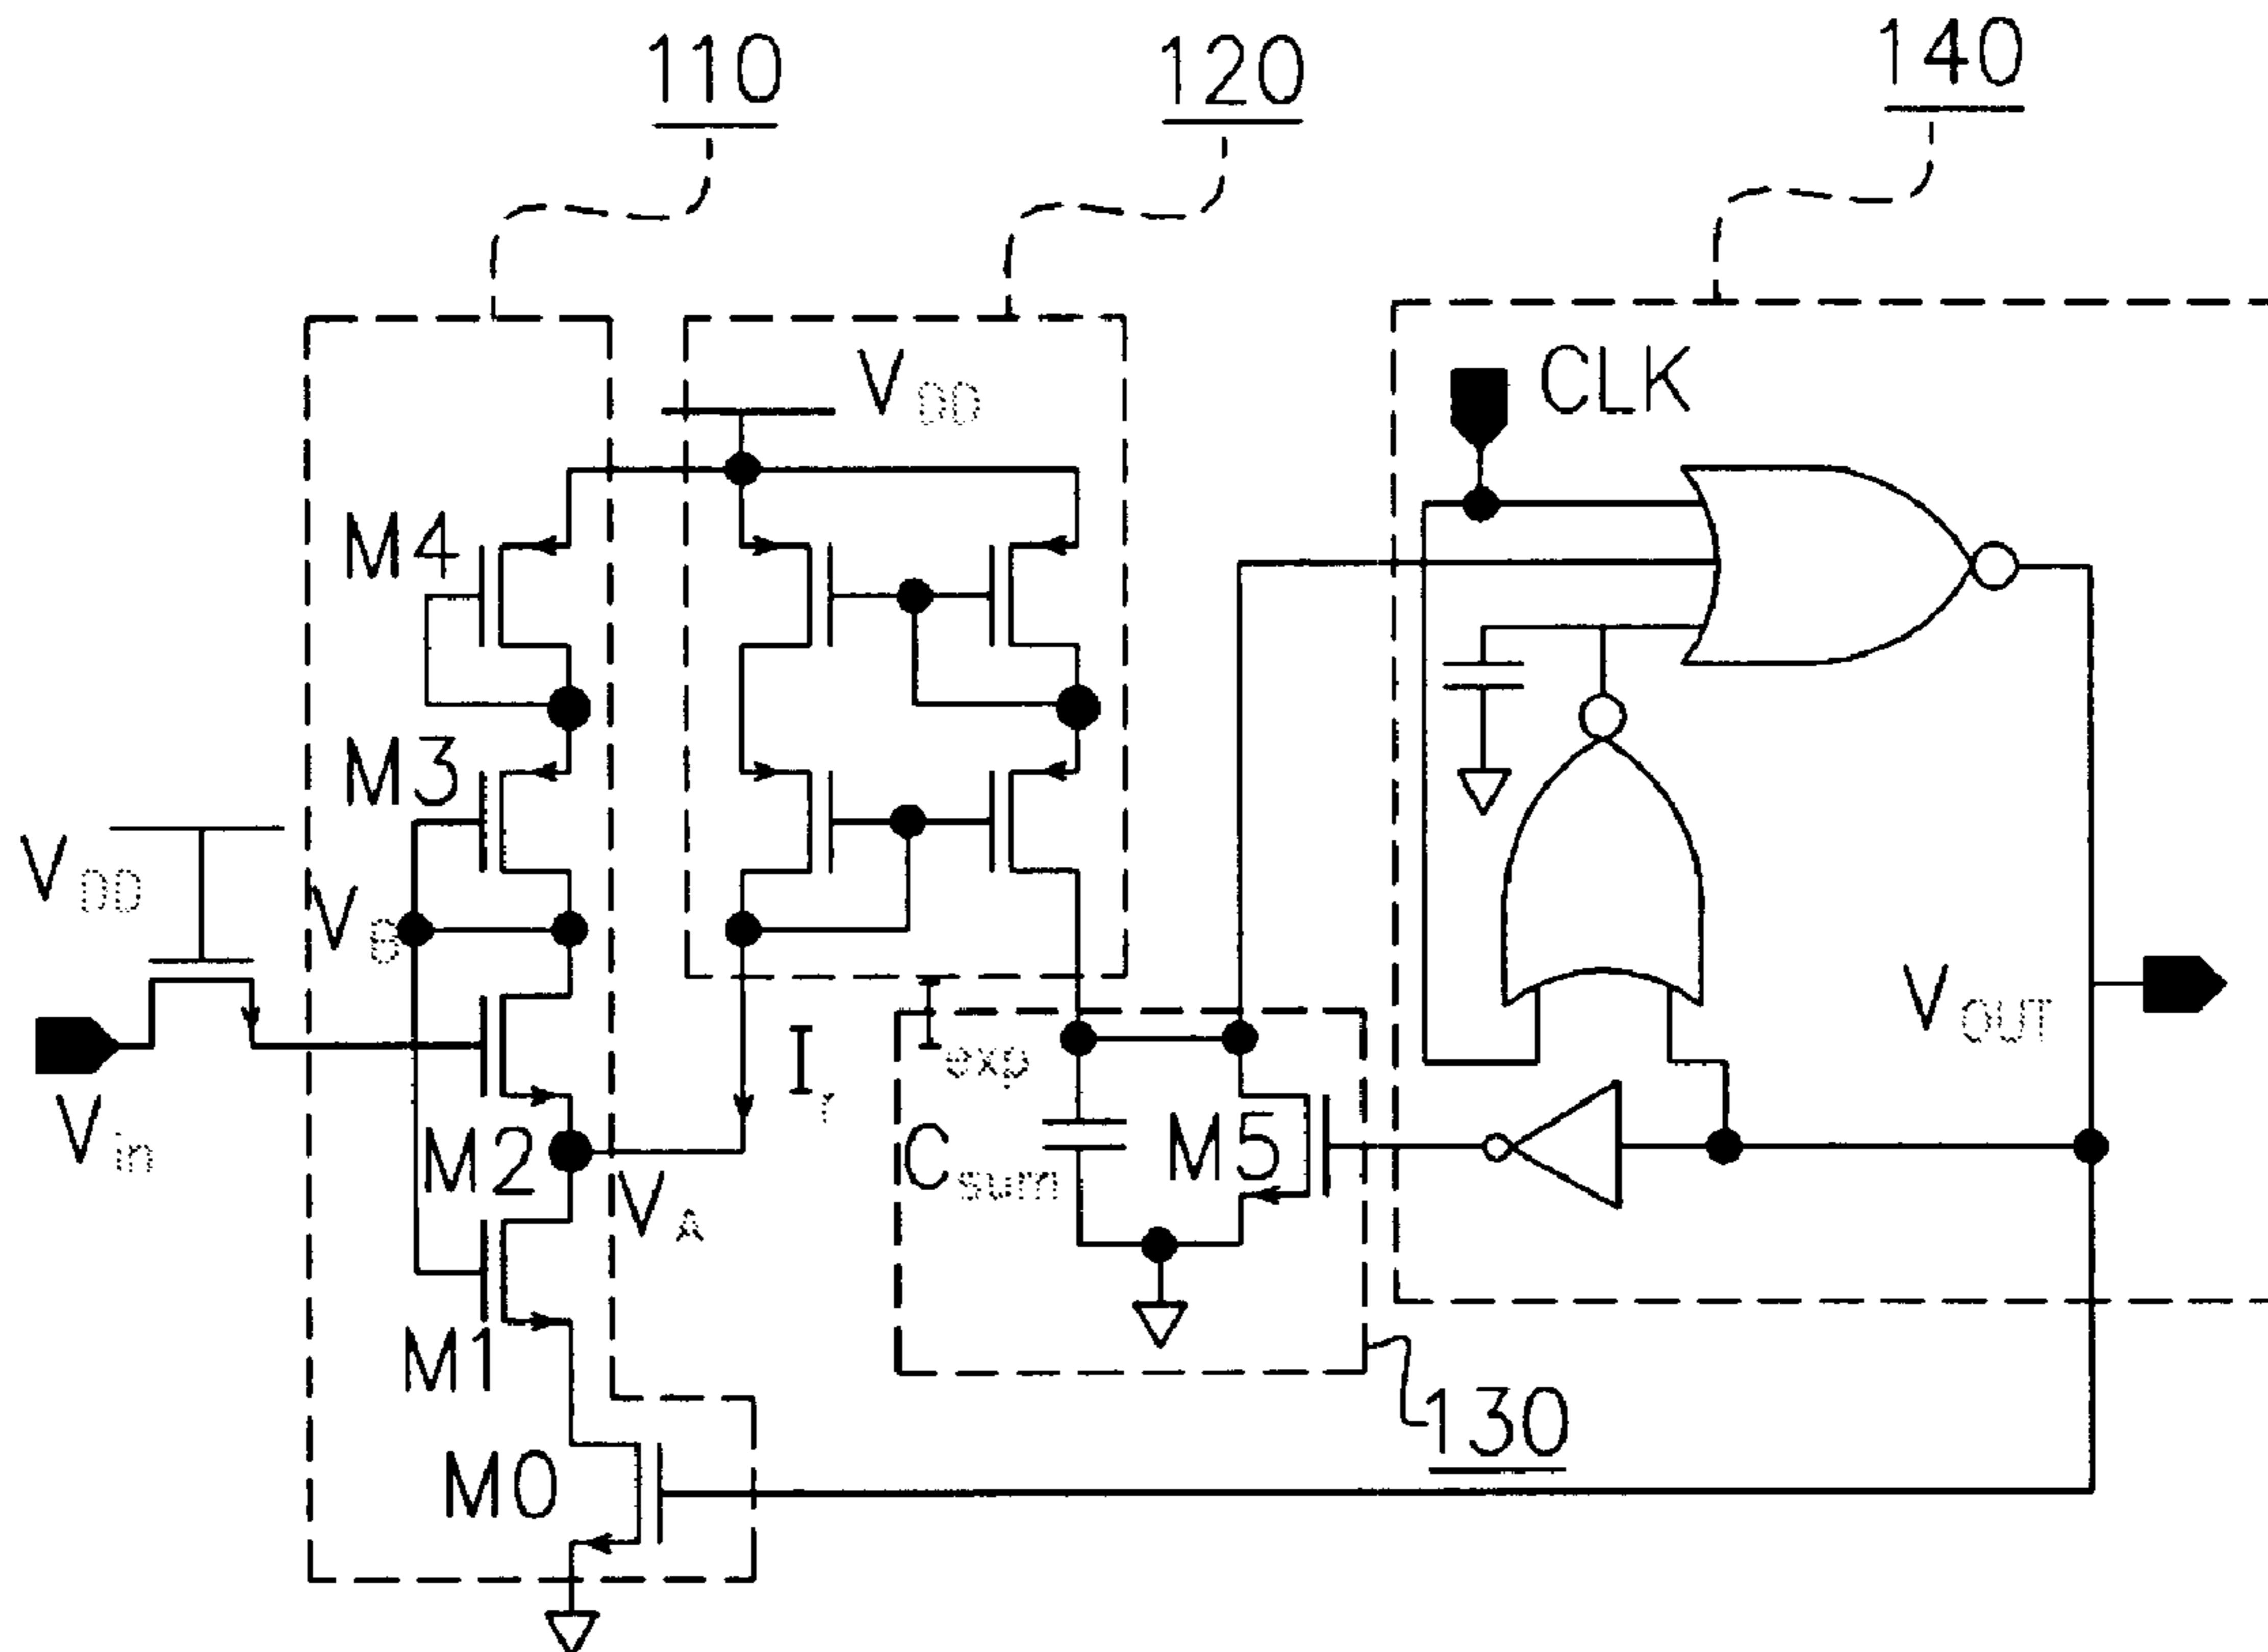 110
120
140
VDD
CLK
M4
M3
VDD
VB
Vin
M2
VA
Ir
Iexp
Csum
M5
VOUT
M1
M0
130